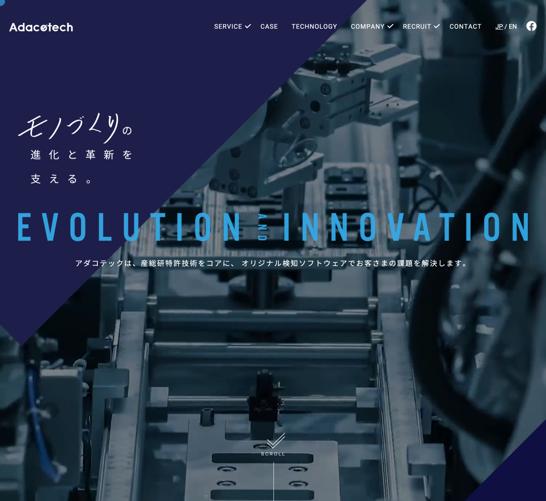 Adacotech
SERVICE CASE TECHNOLOGY COMPANY RECRUIT CONTACT JP / EN
モノづくりの
進化と革新を
支える。
EVOLUTION AND INNOVATION
アダコテックは、産総研特許技術をコアに、オリジナル検知ソフトウェアでお客さまの課題を解決します。
SCROLL